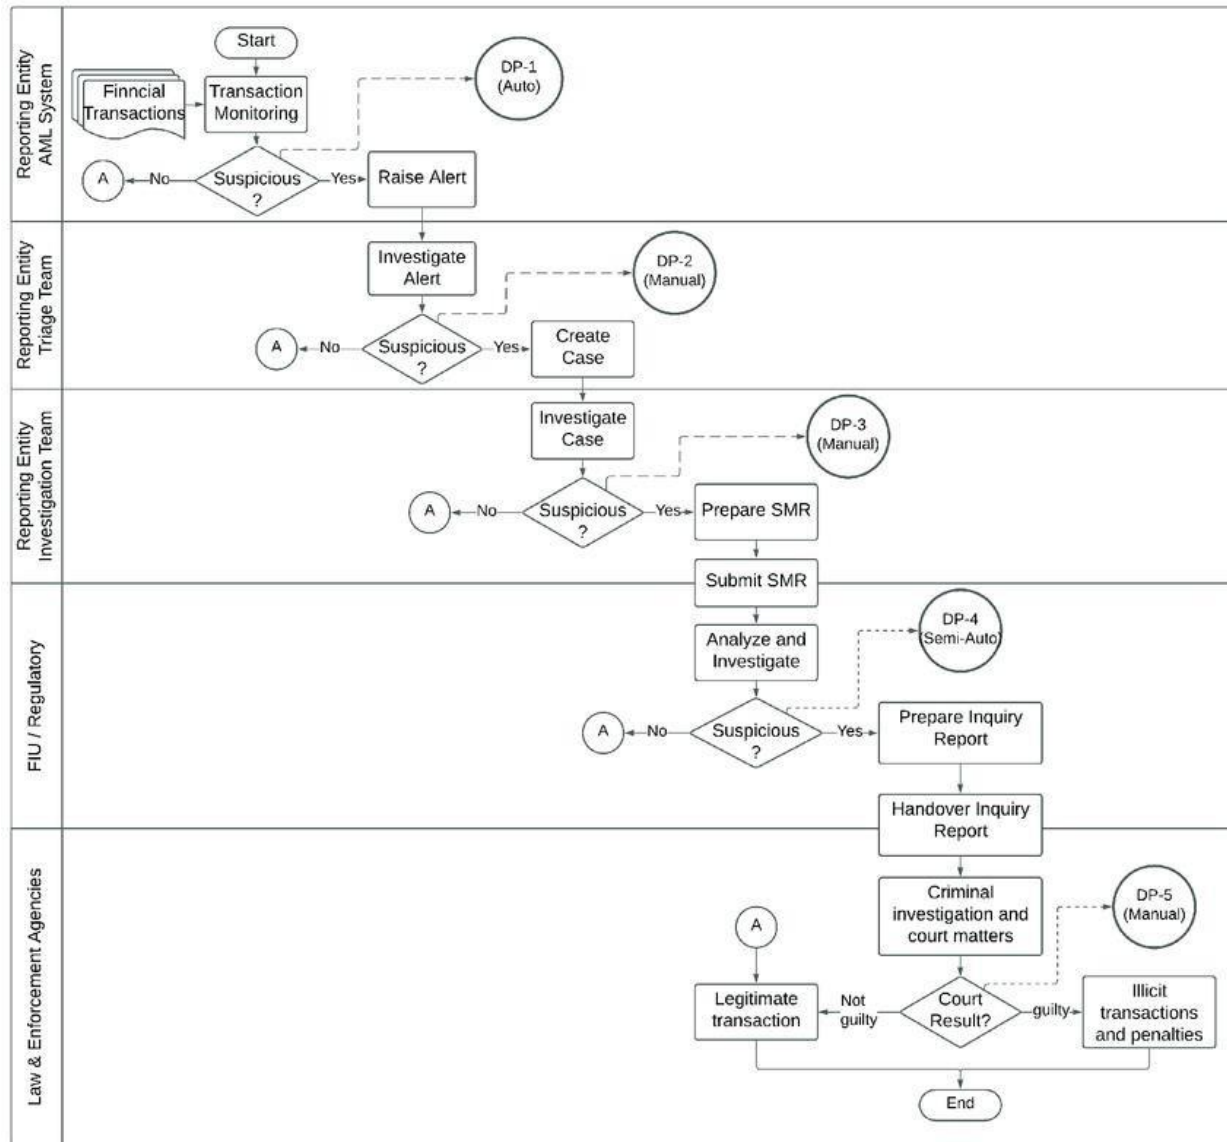 Reporting Entity
AML System
Start
Finncial
Transactions
Transaction
Monitoring
DP-1
(Auto)
A
No
Suspicious
?
Yes
Raise Alert
Reporting Entity
Triage Team
Investigate
Alert
DP-2
(Manual)
A
No
Suspicious
?
Yes
Create
Case
Reporting Entity
Investigation Team
Investigate
Case
DP-3
(Manual)
A
No
Suspicious
?
Yes
Prepare SMR
Submit SMR
FIU / Regulatory
Analyze and
Investigate
DP-4
(Semi-Auto)
A
No
Suspicious
?
Yes
Prepare Inquiry
Report
Handover Inquiry
Report
Law & Enforcement Agencies
Criminal
investigation and
court matters
DP-5
(Manual)
A
Legitimate
transaction
Not
guilty
Court
Result?
guilty
Illicit
transactions
and penalties
End